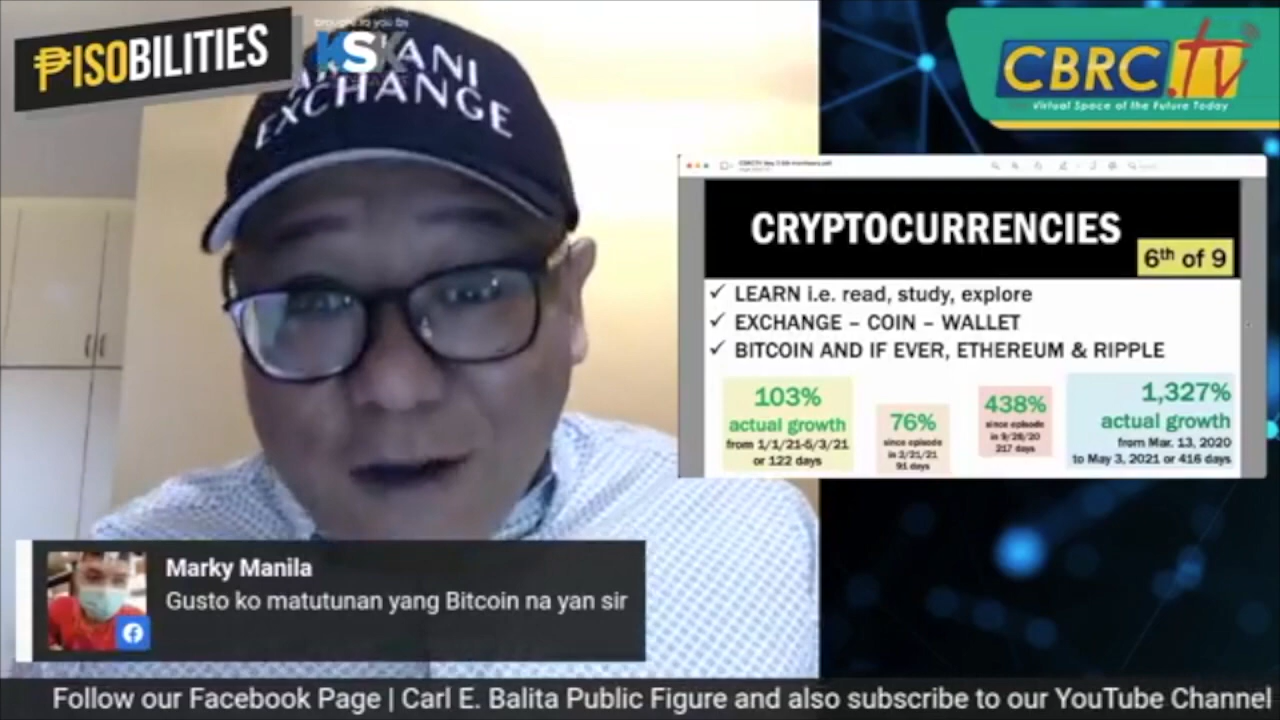 ₱ISOBILITIES
brought to you by
KSK
ANI
EXCHANGE
CBRC.tv
Virtual Space of the Future Today
CRYPTOCURRENCIES
6th of 9
✓ LEARN i.e. read, study, explore
✓ EXCHANGE – COIN – WALLET
✓ BITCOIN AND IF EVER, ETHEREUM & RIPPLE
103%
actual growth
from 1/1/21-5/3/21
or 122 days
76%
since episode
in 2/21/21
91 days
438%
since episode
in 9/28/20
217 days
1,327%
actual growth
from Mar. 13, 2020
to May 3, 2021 or 416 days
Marky Manila
Gusto ko matutunan yang Bitcoin na yan sir
Follow our Facebook Page | Carl E. Balita Public Figure and also subscribe to our YouTube Channel